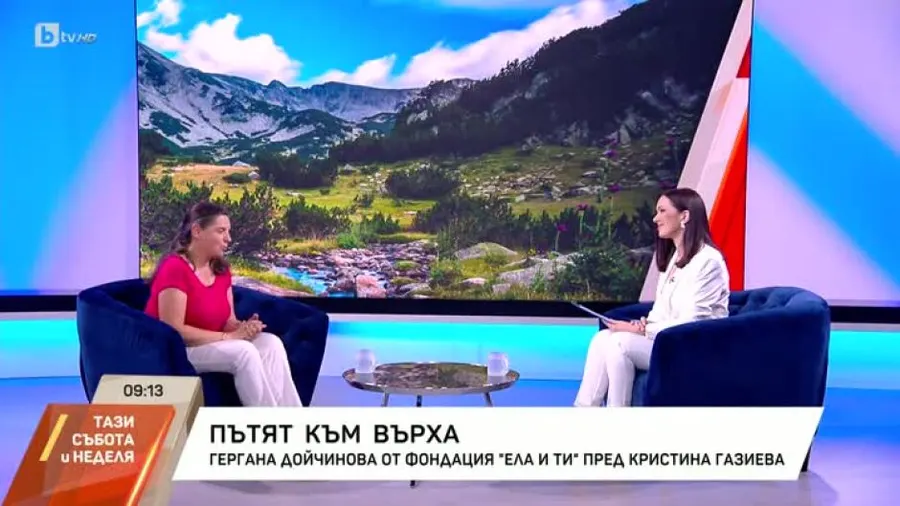 btv HD
09:13
ТАЗИ
СЪБОТА
и НЕДЕЛЯ
ПЪТЯТ КЪМ ВЪРХА
ГЕРГАНА ДОЙЧИНОВА ОТ ФОНДАЦИЯ "ЕЛА И ТИ" ПРЕД КРИСТИНА ГАЗИЕВА